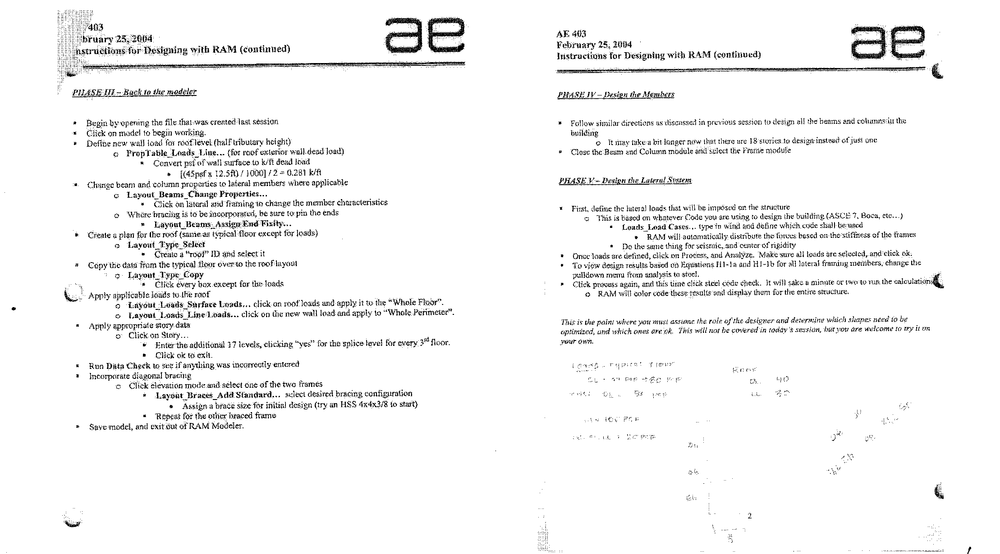 403
bruary 25, 2004
nstructions for Designing with RAM (continued)
ae
PHASE III – Back to the modeler
▪ Begin by opening the file that was created last session
▪ Click on model to begin working.
▪ Define new wall load for roof level (half tributary height)
o PropTable_Loads_Line... (for roof exterior wall dead load)
▪ Convert psf of wall surface to k/ft dead load
• [(45psf x 12.5ft) / 1000] / 2 = 0.281 k/ft
▪ Change beam and column properties to lateral members where applicable
o Layout_Beams_Change Properties...
▪ Click on lateral and framing to change the member characteristics
o Where bracing is to be incorporated, be sure to pin the ends
▪ Layout_Beams_Assign End Fixity...
▪ Create a plan for the roof (same as typical floor except for loads)
o Layout_Type_Select
▪ Create a "roof" ID and select it
▪ Copy the data from the typical floor over to the roof layout
o Layout_Type_Copy
▪ Click every box except for the loads
Apply applicable loads to the roof
o Layout_Loads_Surface Loads... click on roof loads and apply it to the "Whole Floor".
o Layout_Loads_Line Loads... click on the new wall load and apply to "Whole Perimeter".
▪ Apply appropriate story data
o Click on Story...
▪ Enter the additional 17 levels, clicking "yes" for the splice level for every 3rd floor.
▪ Click ok to exit.
▪ Run Data Check to see if anything was incorrectly entered
▪ Incorporate diagonal bracing
o Click elevation mode and select one of the two frames
▪ Layout_Braces_Add Standard... select desired bracing configuration
• Assign a brace size for initial design (try an HSS 4x4x3/8 to start)
▪ Repeat for the other braced frame
▪ Save model, and exit out of RAM Modeler.
AE 403
February 25, 2004
Instructions for Designing with RAM (continued)
ae
PHASE IV – Design the Members
▪ Follow similar directions as discussed in previous session to design all the beams and columns in the
building
o It may take a bit longer now that there are 18 stories to design instead of just one
▪ Close the Beam and Column module and select the Frame module
PHASE V – Design the Lateral System
▪ First, define the lateral loads that will be imposed on the structure
o This is based on whatever Code you are using to design the building (ASCE 7, Boca, etc...)
▪ Loads_Load Cases... type in wind and define which code shall be used
• RAM will automatically distribute the forces based on the stiffness of the frames
▪ Do the same thing for seismic, and center of rigidity
▪ Once loads are defined, click on Process, and Analyze. Make sure all loads are selected, and click ok.
▪ To view design results based on Equations H1-1a and H1-1b for all lateral framing members, change the
pulldown menu from analysis to steel.
▪ Click process again, and this time click steel code check. It will sake a minute or two to run the calculations
o RAM will color code these results and display them for the entire structure.
This is the point where you must assume the role of the designer and determine which shapes need to be
optimized, and which ones are ok. This will not be covered in today's session, but you are welcome to try it on
your own.
Loads - Typical Floor
Roof
DL 40
PSF
100 PSF
LL = 20 PSF
2